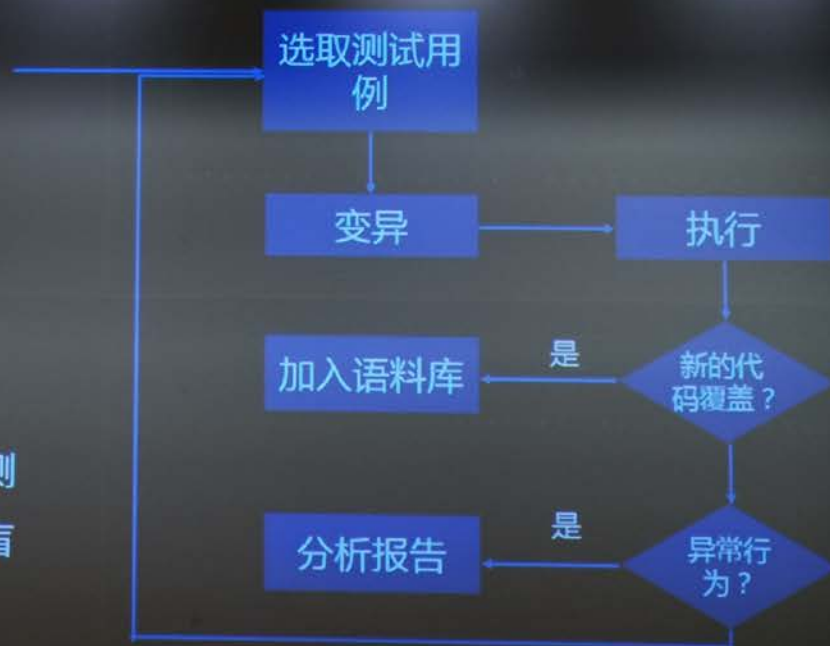 选取测试用
例
变异
执行
加入语料库
是
新的代
码覆盖？
分析报告
是
异常行
为？